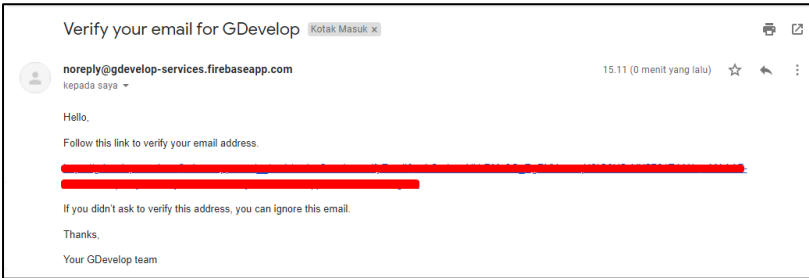 Verify your email for GDevelop Kotak Masuk x
noreply@gdevelop-services.firebaseapp.com 15.11 (0 menit yang lalu)
kepada saya
Hello,
Follow this link to verify your email address.
If you didn't ask to verify this address, you can ignore this email.
Thanks,
Your GDevelop team